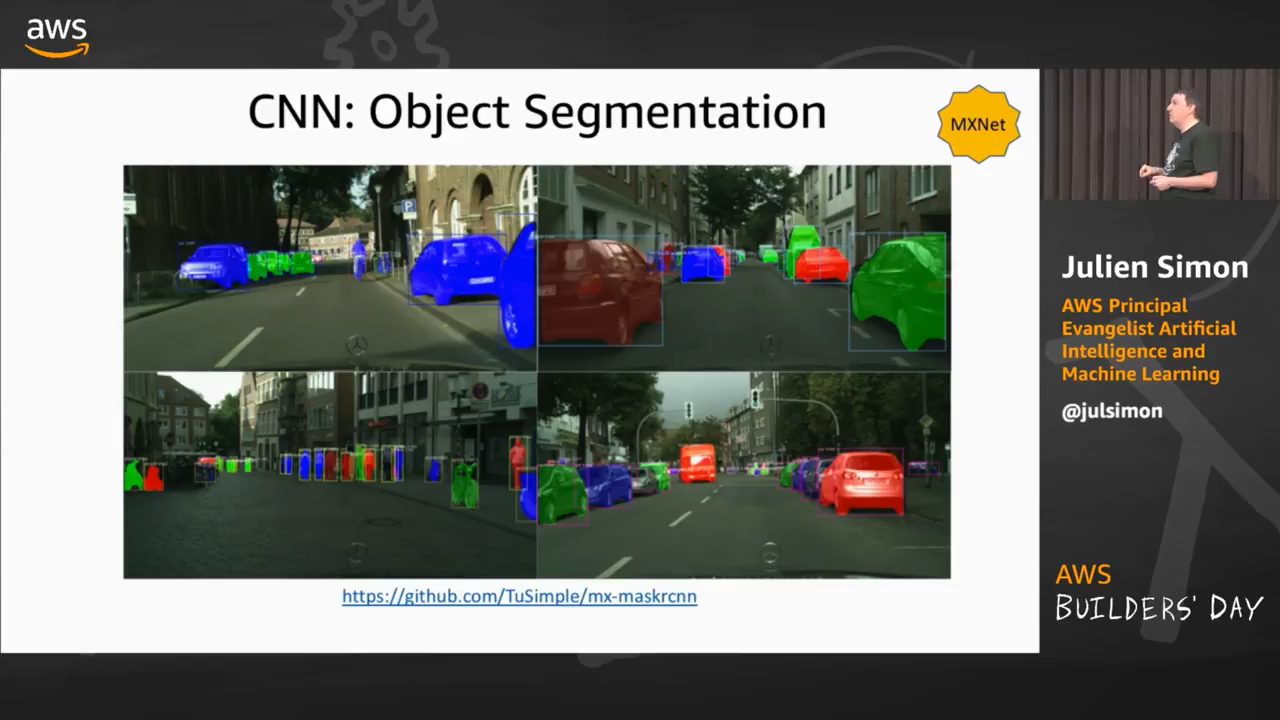 aws
CNN: Object Segmentation
MXNet
P
https://github.com/TuSimple/mx-maskrcnn
Julien Simon
AWS Principal
Evangelist Artificial
Intelligence and
Machine Learning
@julsimon
AWS
BUILDERS' DAY